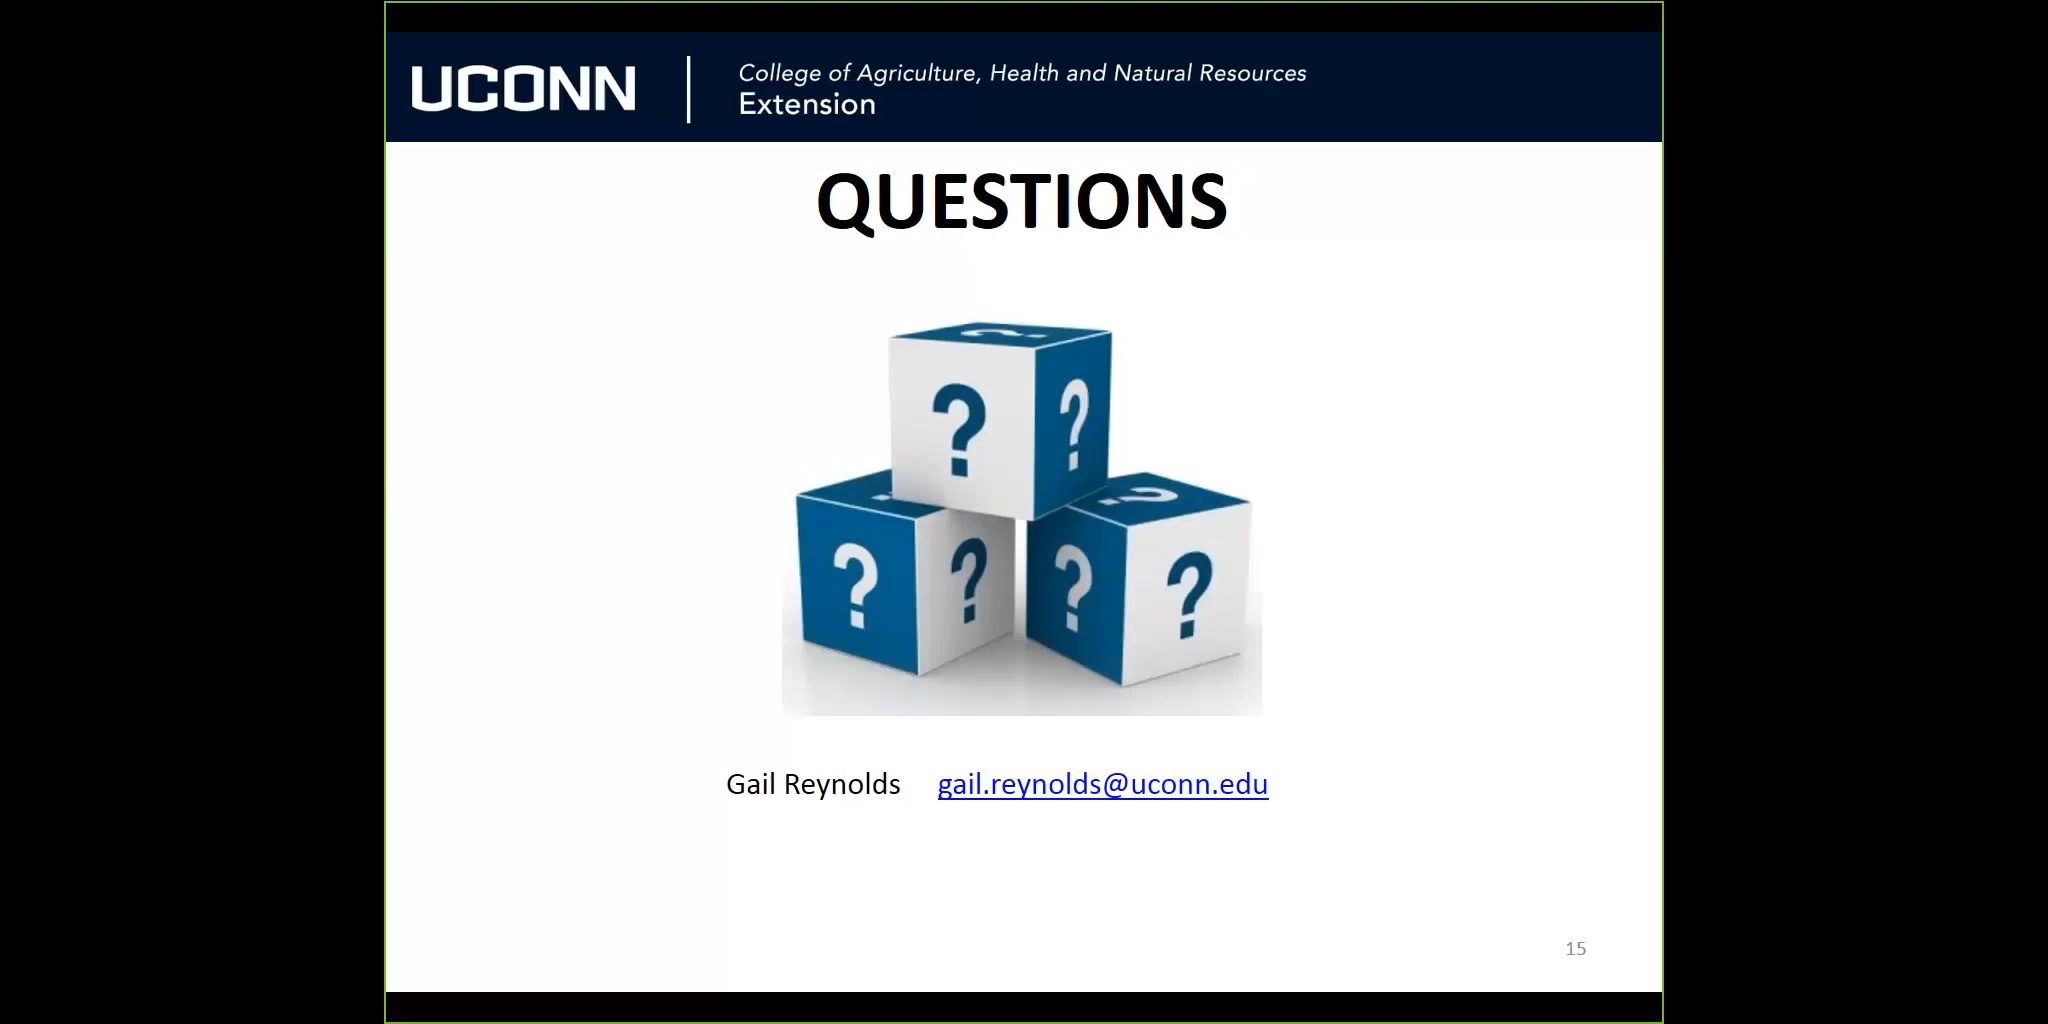 UCONN
College of Agriculture, Health and Natural Resources
Extension
QUESTIONS
?
? ?
? ?
? ? ? ?
Gail Reynolds gail.reynolds@uconn.edu
15